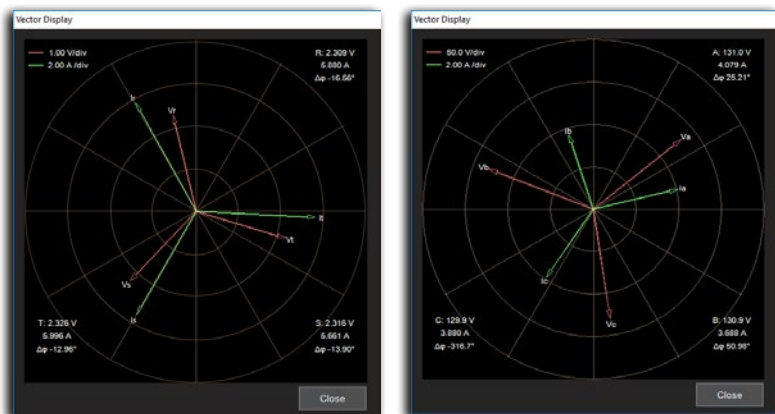 Vector Display
1.00 V/div
2.00 A /div
R: 2.309 V
5.880 A
Δφ -16.56°
Ir
Vr
It
Vt
Vs
Is
T: 2.326 V
5.996 A
Δφ -12.96°
S: 2.316 V
5.661 A
Δφ -13.90°
Close
Vector Display
50.0 V/div
2.00 A /div
A: 131.0 V
4.079 A
Δφ 25.21°
Ib
Va
Vb
Ia
Ic
Vc
C: 129.9 V
3.880 A
Δφ -316.7°
B: 130.9 V
3.688 A
Δφ 50.98°
Close